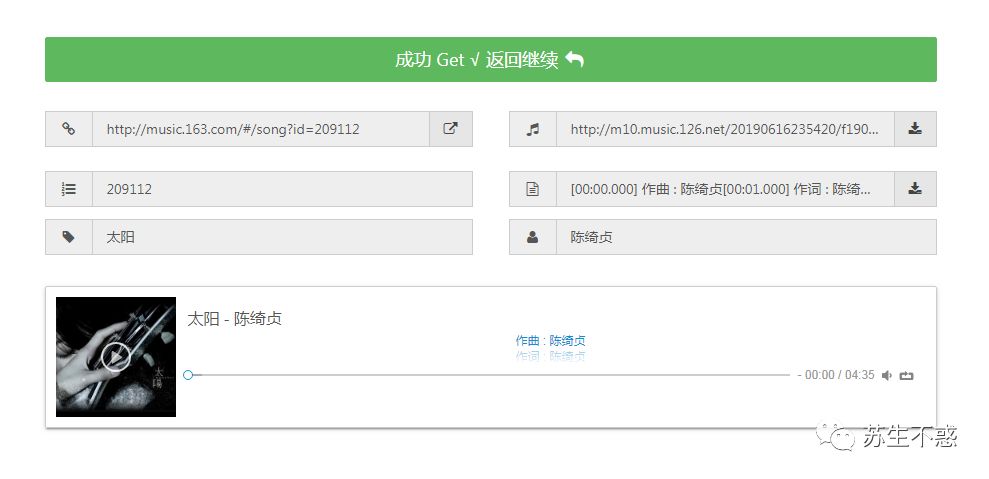 成功 Get √ 返回继续
http://music.163.com/#/song?id=209112
http://m10.music.126.net/20190616235420/f190...
209112
[00:00.000] 作曲 : 陈绮贞[00:01.000] 作词 : 陈绮...
太阳
陈绮贞
太阳 - 陈绮贞
作曲 : 陈绮贞
作词 : 陈绮贞
太陽
- 00:00 / 04:35
苏生不惑